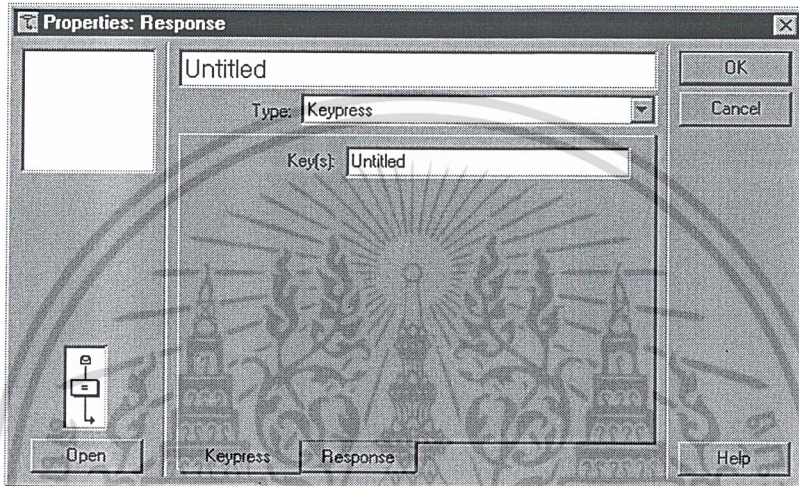 Properties: Response
Untitled
OK
Type: Keypress
Cancel
Key(s): Untitled
Open
Keypress
Response
Help